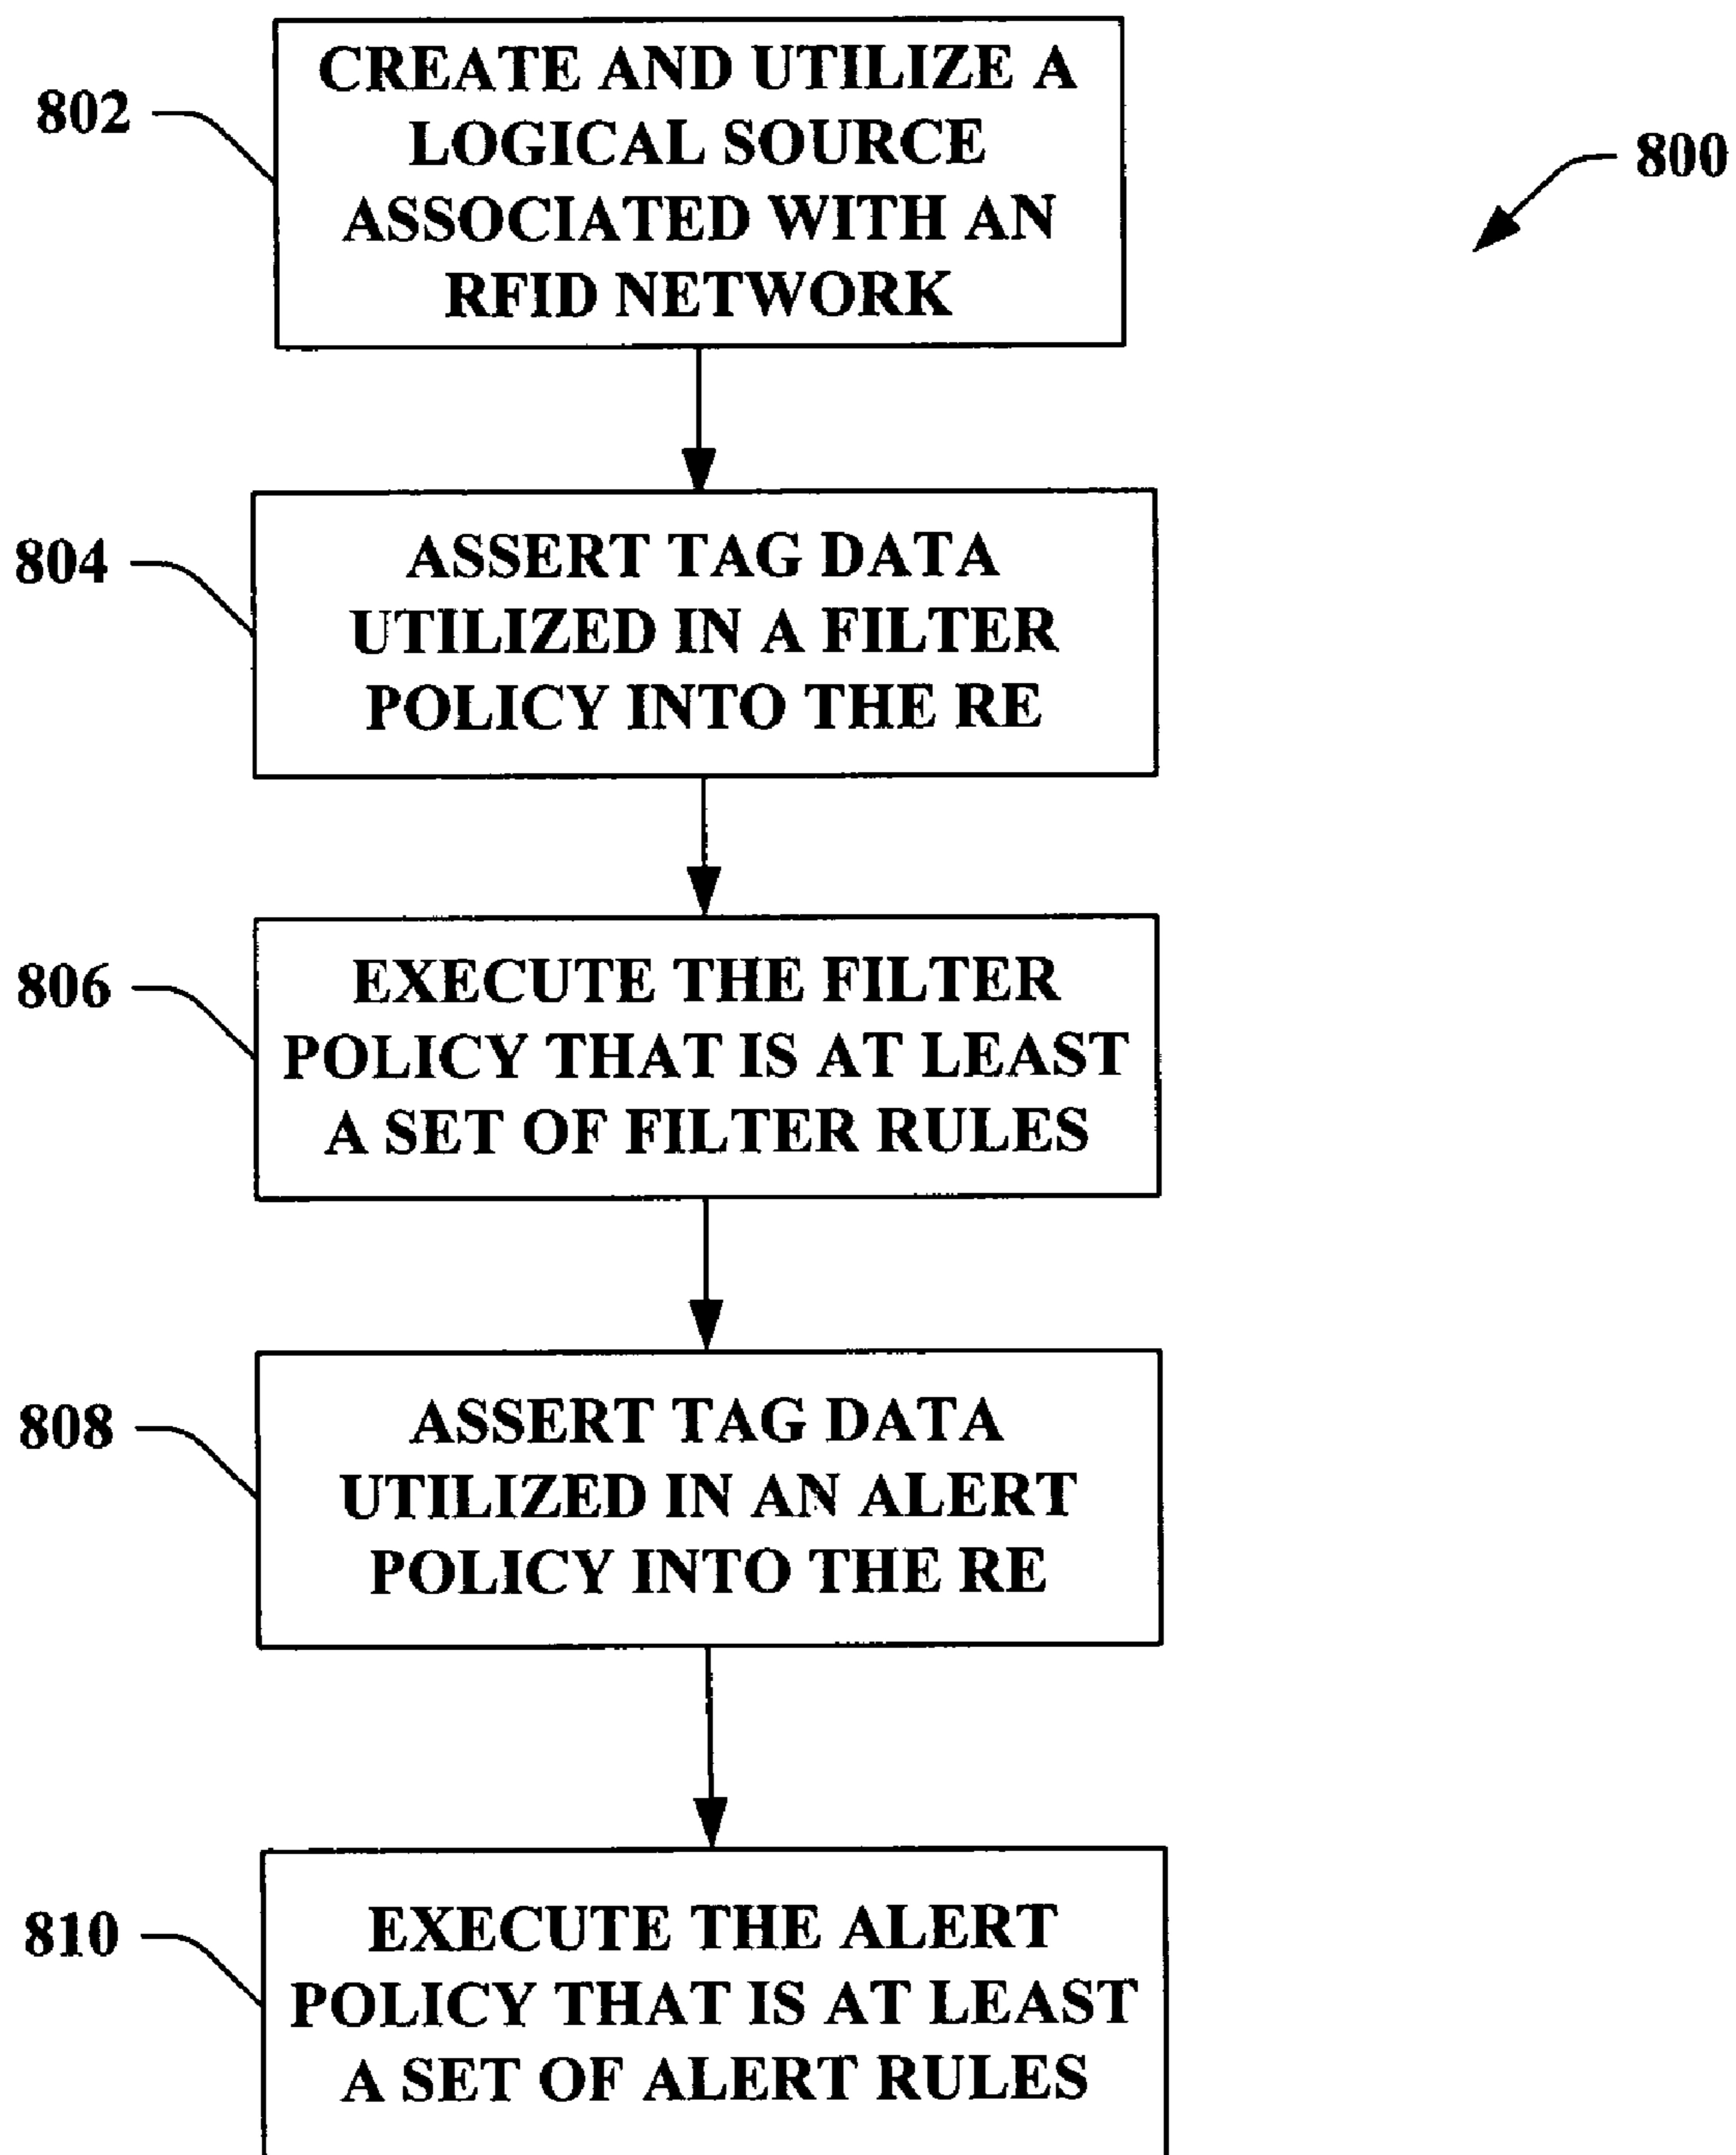 802
CREATE AND UTILIZE A
LOGICAL SOURCE
ASSOCIATED WITH AN
RFID NETWORK
800
804
ASSERT TAG DATA
UTILIZED IN A FILTER
POLICY INTO THE RE
806
EXECUTE THE FILTER
POLICY THAT IS AT LEAST
A SET OF FILTER RULES
808
ASSERT TAG DATA
UTILIZED IN AN ALERT
POLICY INTO THE RE
810
EXECUTE THE ALERT
POLICY THAT IS AT LEAST
A SET OF ALERT RULES